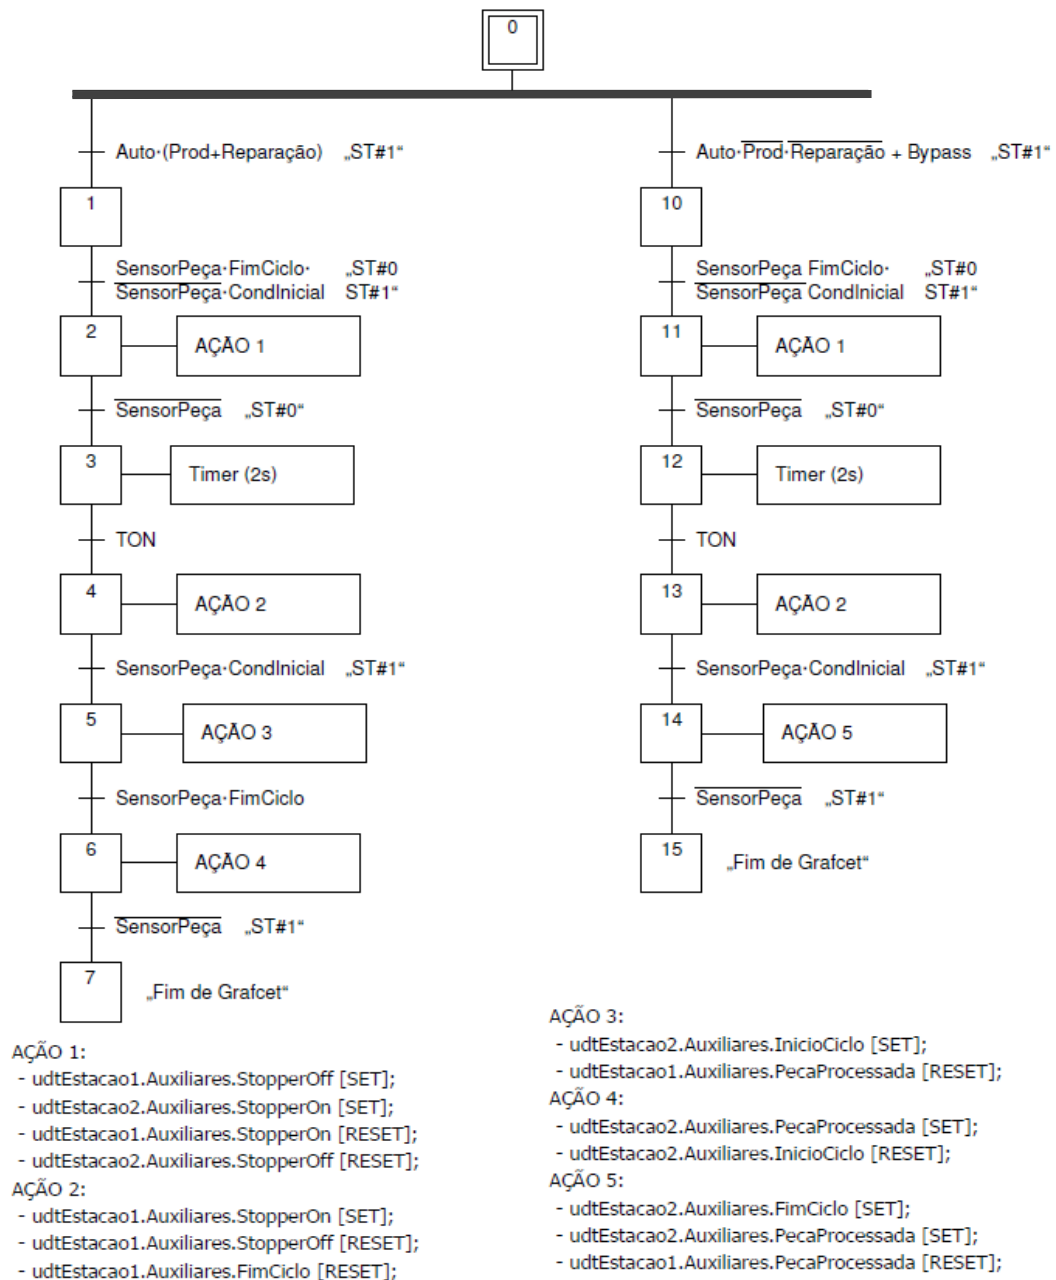 0
Auto·(Prod+Reparação) „ST#1“
1
SensorPeça·FimCiclo· „ST#0
SensorPeça·CondInicial ST#1“
2
AÇÃO 1
SensorPeça „ST#0“
3
Timer (2s)
TON
4
AÇÃO 2
SensorPeça·CondInicial „ST#1“
5
AÇÃO 3
SensorPeça·FimCiclo
6
AÇÃO 4
SensorPeça „ST#1“
7
„Fim de Grafcet“
Auto·Prod·Reparação + Bypass „ST#1“
10
SensorPeça FimCiclo· „ST#0
SensorPeça CondInicial ST#1“
11
AÇÃO 1
SensorPeça „ST#0“
12
Timer (2s)
TON
13
AÇÃO 2
SensorPeça·CondInicial „ST#1“
14
AÇÃO 5
SensorPeça „ST#1“
15
„Fim de Grafcet“
AÇÃO 1:
- udtEstacao1.Auxiliares.StopperOff [SET];
- udtEstacao2.Auxiliares.StopperOn [SET];
- udtEstacao1.Auxiliares.StopperOn [RESET];
- udtEstacao2.Auxiliares.StopperOff [RESET];
AÇÃO 2:
- udtEstacao1.Auxiliares.StopperOn [SET];
- udtEstacao1.Auxiliares.StopperOff [RESET];
- udtEstacao1.Auxiliares.FimCiclo [RESET];
AÇÃO 3:
- udtEstacao2.Auxiliares.InicioCiclo [SET];
- udtEstacao1.Auxiliares.PecaProcessada [RESET];
AÇÃO 4:
- udtEstacao2.Auxiliares.PecaProcessada [SET];
- udtEstacao2.Auxiliares.InicioCiclo [RESET];
AÇÃO 5:
- udtEstacao2.Auxiliares.FimCiclo [SET];
- udtEstacao2.Auxiliares.PecaProcessada [SET];
- udtEstacao1.Auxiliares.PecaProcessada [RESET];